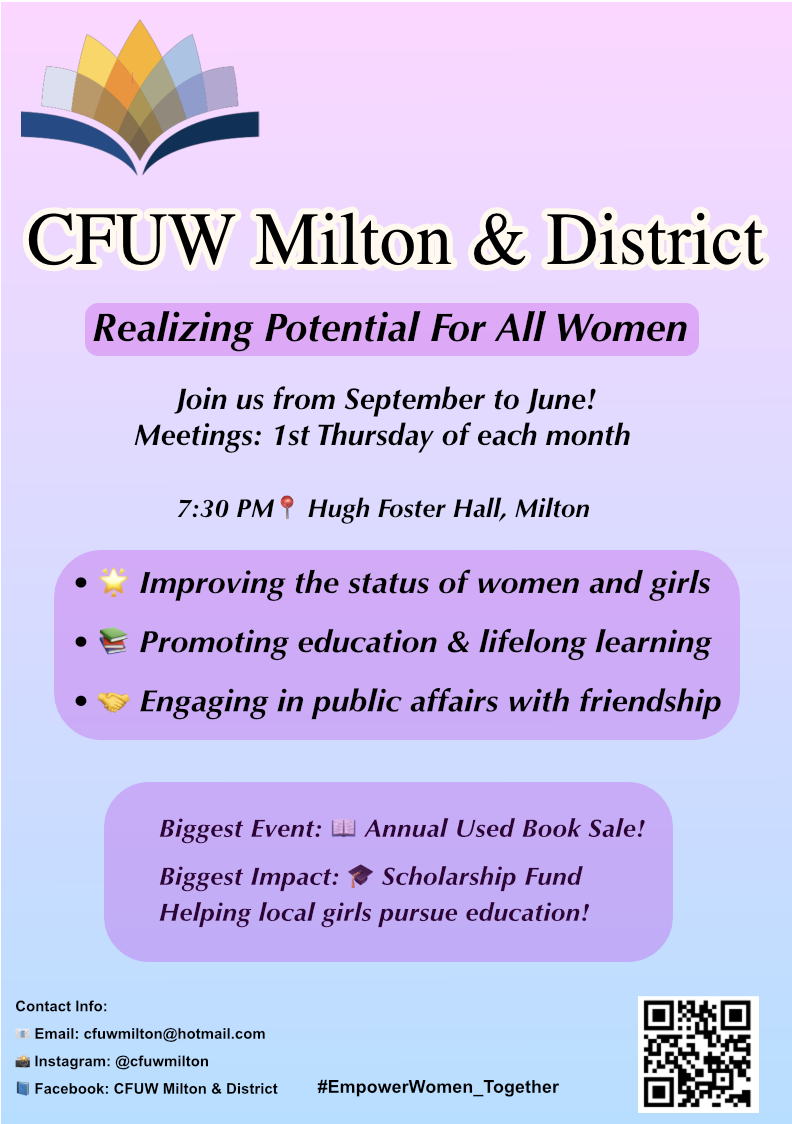 CFUW Milton & District
Realizing Potential For All Women
Join us from September to June!
Meetings: 1st Thursday of each month
7:30 PM📍 Hugh Foster Hall, Milton
• 🌟 Improving the status of women and girls
• 📚 Promoting education & lifelong learning
• 🤝 Engaging in public affairs with friendship
Biggest Event: 📖 Annual Used Book Sale!
Biggest Impact: 🎓 Scholarship Fund
Helping local girls pursue education!
Contact Info:
📧 Email: cfuwmilton@hotmail.com
📸 Instagram: @cfuwmilton
📘 Facebook: CFUW Milton & District
#EmpowerWomen_Together